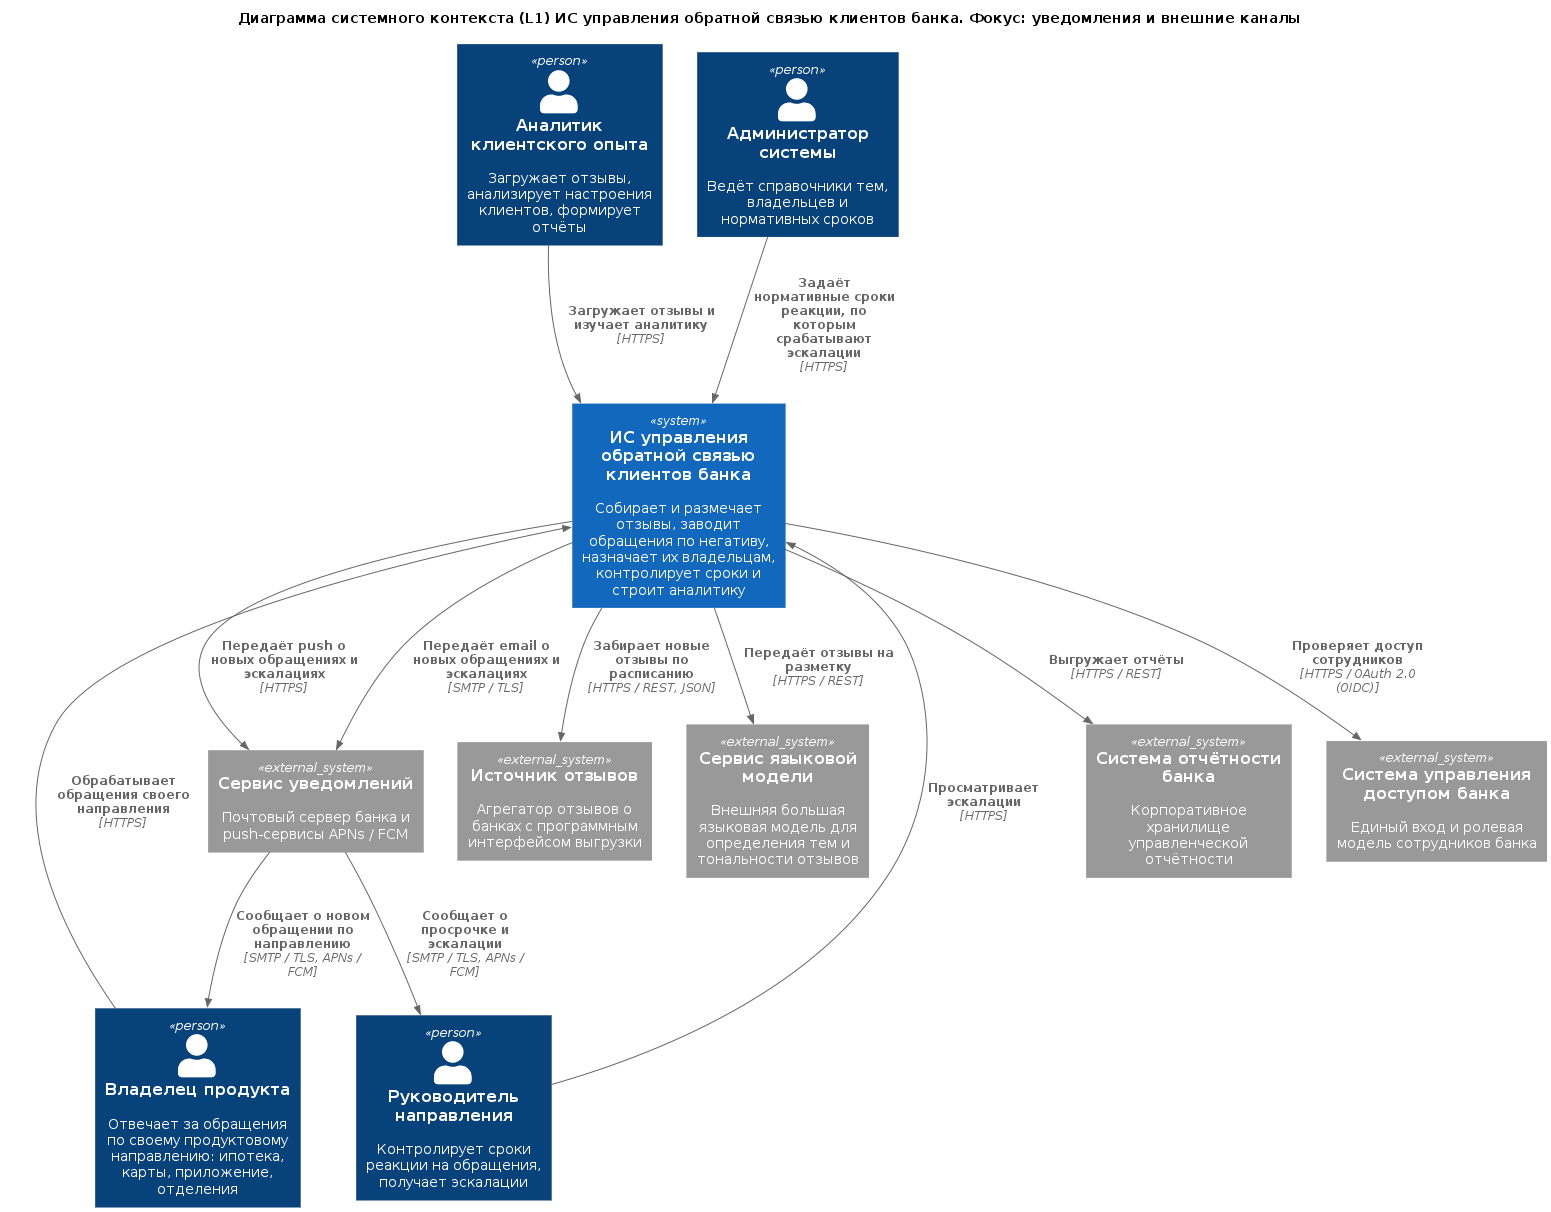 Диаграмма системного контекста (L1) ИС управления обратной связью клиентов банка. Фокус: уведомления и внешние каналы
«person»
Аналитик
клиентского опыта
Загружает отзывы,
анализирует настроения
клиентов, формирует
отчёты
«person»
Администратор
системы
Ведёт справочники тем,
владельцев и
нормативных сроков
Загружает отзывы и
изучает аналитику
[HTTPS]
Задаёт
нормативные сроки
реакции, по
которым
срабатывают
эскалации
[HTTPS]
«system»
ИС управления
обратной связью
клиентов банка
Собирает и размечает
отзывы, заводит
обращения по негативу,
назначает их владельцам,
контролирует сроки и
строит аналитику
Передаёт push о
новых обращениях и
эскалациях
[HTTPS]
Передаёт email о
новых обращениях и
эскалациях
[SMTP / TLS]
Забирает новые
отзывы по
расписанию
[HTTPS / REST, JSON]
Передаёт отзывы на
разметку
[HTTPS / REST]
Выгружает отчёты
[HTTPS / REST]
Проверяет доступ
сотрудников
[HTTPS / OAuth 2.0
(OIDC)]
«external_system»
Сервис уведомлений
Почтовый сервер банка и
push-сервисы APNs / FCM
«external_system»
Источник отзывов
Агрегатор отзывов о
банках с программным
интерфейсом выгрузки
«external_system»
Сервис языковой
модели
Внешняя большая
языковая модель для
определения тем и
тональности отзывов
«external_system»
Система отчётности
банка
Корпоративное
хранилище
управленческой
отчётности
«external_system»
Система управления
доступом банка
Единый вход и ролевая
модель сотрудников банка
Обрабатывает
обращения своего
направления
[HTTPS]
Просматривает
эскалации
[HTTPS]
Сообщает о новом
обращении по
направлению
[SMTP / TLS, APNs /
FCM]
Сообщает о
просрочке и
эскалации
[SMTP / TLS, APNs /
FCM]
«person»
Владелец продукта
Отвечает за обращения
по своему продуктовому
направлению: ипотека,
карты, приложение,
отделения
«person»
Руководитель
направления
Контролирует сроки
реакции на обращения,
получает эскалации